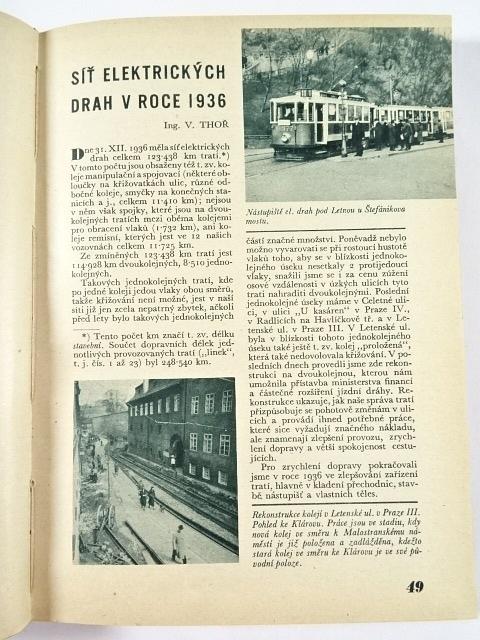 SÍŤ ELEKTRICKÝCH
DRAH V ROCE 1936
Ing. V. THOŘ
Dne 31. XII. 1936 měla síť elektrických
drah celkem 123·438 km tratí.*)
V tomto počtu jsou obsaženy též t. zv. ko-
leje manipulační a spojovací (některé ob-
loučky na křižovatkách ulic, různé od-
bočné koleje, smyčky na konečných sta-
nicích a j., celkem 11·410 km); nejsou
v něm však spojky, které jsou na dvou-
kolejných tratích mezi oběma kolejemi
pro obracení vlaků (1·732 km), ani ko-
leje remisní, kterých jest ve 12 našich
vozovnách celkem 11·725 km.
Ze zmíněných 123·438 km tratí jest
114·928 km dvoukolejných, 8·510 jedno-
kolejných.
Takových jednokolejných tratí, kde
po jedné koleji jedou vlaky obou směrů,
takže křižování není možné, jest v naší
síti již jen zcela nepatrný zbytek, ačkoli
před lety bylo takových jednokolejných
*) Tento počet km značí t. zv. délku
stavební. Součet dopravních délek jed-
notlivých provozovaných tratí („linek",
t. j. čís. 1 až 23) byl 248·540 km.
Nástupiště el. drah pod Letnou u Štefánikova
mostu.
částí značné množství. Poněvadž nebylo
možno vyvarovati se při rostoucí hustotě
vlaků toho, aby se v blízkosti jednoko-
lejného úseku nesetkaly 2 protijedoucí
vlaky, snažili jsme se i za cenu zúžení
osové vzdálenosti v úzkých ulicích tyto
trati nahraditi dvoukolejnými. Poslední
jednokolejné úseky máme v Celetné uli-
ci, v ulici „U kasáren" v Praze IV.,
v Radlicích na Havlíčkově tř. a v Le-
tenské ul. v Praze III. V Letenské ul.
byla v blízkosti tohoto jednokolejného
úseku také ještě t. zv. kolej „proložená",
která také nedovolovala křižování. V po-
sledních dnech provedli jsme zde rekon-
strukci na dvoukolejnou, kterou nám
umožnila přístavba ministerstva financí
a částečné rozšíření jízdní dráhy. Re-
konstrukce ukazuje, jak naše správa tratí
přizpůsobuje se pohotově změnám v uli-
cích a provádí ihned potřebné práce,
které sice vyžadují značného nákladu,
ale znamenají zlepšení provozu, zrych-
lení dopravy a větší spokojenost cestu-
jících.
Pro zrychlení dopravy pokračovali
jsme v roce 1936 ve zlepšování zařízení
tratí, hlavně v kladení přechodnic, stav-
bě nástupišť a vlastních těles.
Rekonstrukce kolejí v Letenské ul. v Praze III.
Pohled ke Klárovu. Práce jsou ve stadiu, kdy
nová kolej ve směru k Malostranskému ná-
městí je již položena a zadlážděna, kdežto
stará kolej ve směru ke Klárovu je ve své pů-
vodní poloze.
49